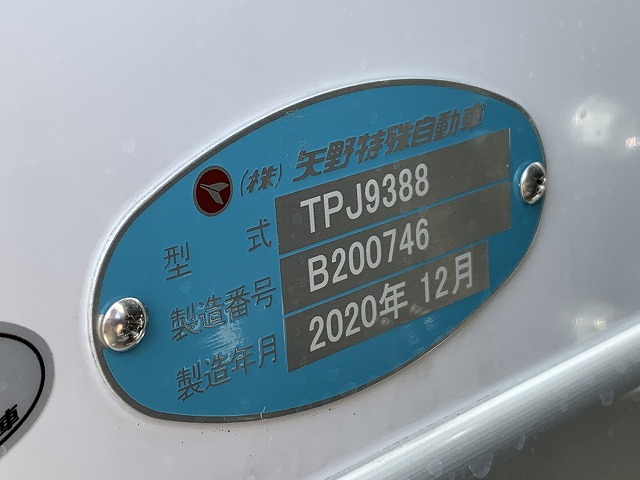 (株)矢野特殊自動車
型式 TPJ9388
製造番号 B200746
製造年月 2020年 12月
車